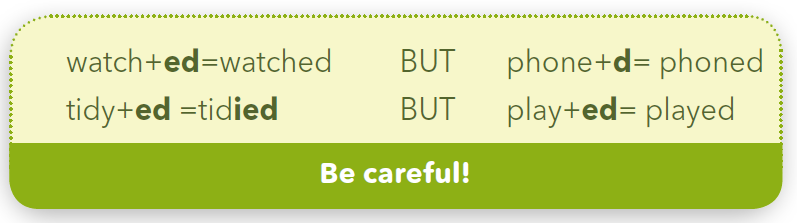 watch+ed=watched BUT phone+d= phoned
tidy+ed =tidied BUT play+ed= played
Be careful!